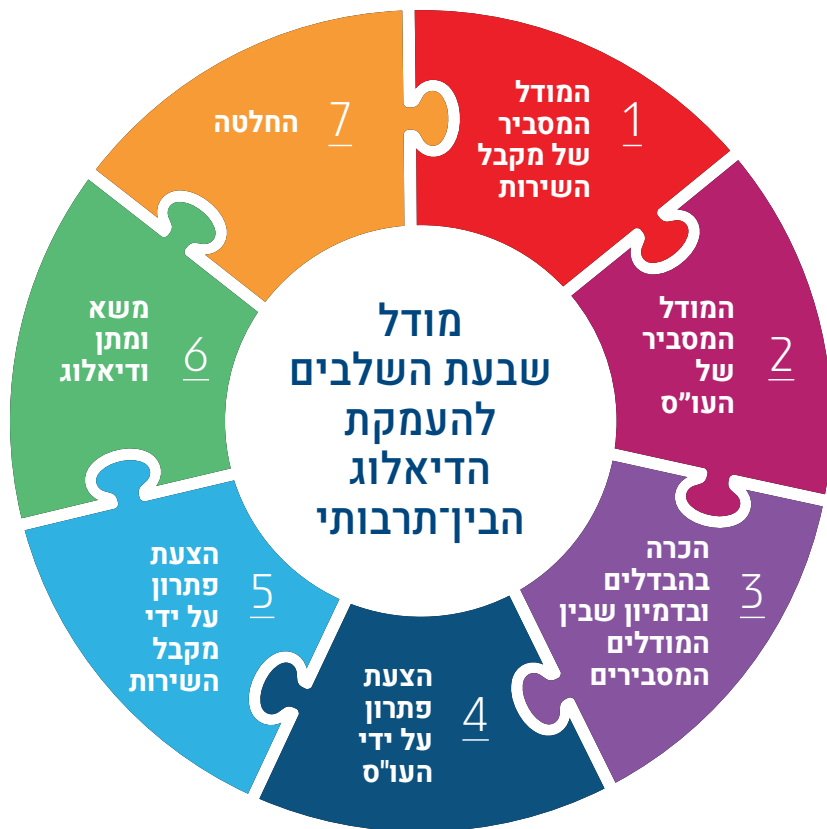 מודל
שבעת השלבים
להעמקת
הדיאלוג
הבין־תרבותי
1
המודל
המסביר
של מקבל
השירות
2
המודל
המסביר
של
העו״ס
3
הכרה
בהבדלים
ובדמיון שבין
המודלים
המסבירים
4
הצעת
פתרון
על ידי
העו"ס
5
הצעת
פתרון
על ידי
מקבל
השירות
6
משא
ומתן
ודיאלוג
7
החלטה